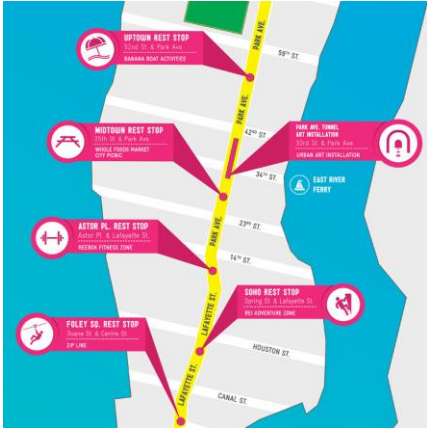 UPTOWN REST STOP
52nd St. & Park Ave.
BANANA BOAT ACTIVITIES
PARK AVE.
59TH ST.
MIDTOWN REST STOP
25th St. & Park Ave.
WHOLE FOODS MARKET
CITY PICNIC
42ND ST.
PARK AVE. TUNNEL
ART INSTALLATION
33rd St. & Park Ave.
URBAN ART INSTALLATION
34TH ST.
EAST RIVER
FERRY
ASTOR PL. REST STOP
Astor Pl. & Lafayette St.
REEBOK FITNESS ZONE
PARK AVE.
23RD ST.
14TH ST.
SOHO REST STOP
Spring St. & Lafayette St.
REI ADVENTURE ZONE
FOLEY SQ. REST STOP
Duane St. & Centre St.
ZIP LINE
LAFAYETTE ST.
HOUSTON ST.
LAFAYETTE ST.
CANAL ST.